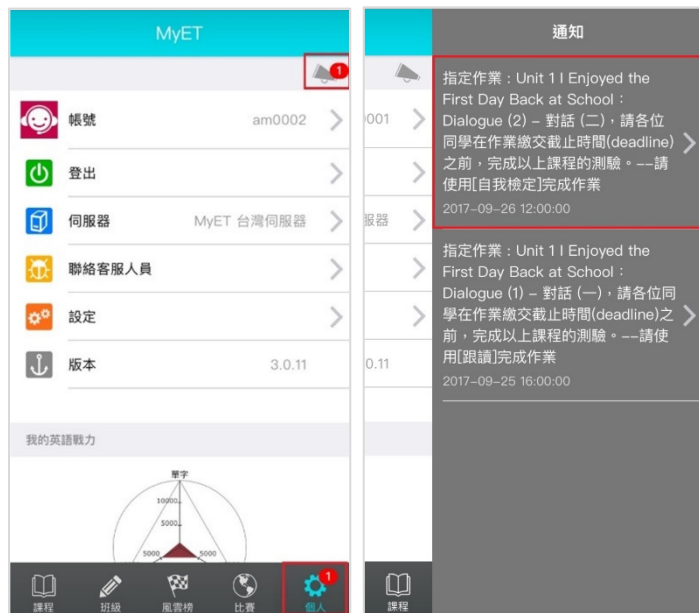 MyET
1
帳號 am0002
登出
伺服器 MyET 台灣伺服器
聯絡客服人員
設定
版本 3.0.11
我的英語戰力
單字
10000
5000
5000 5000
課程 班級 風雲榜 比賽 個人 1
001
服器
0.11
課程
通知
指定作業:Unit 1 I Enjoyed the
First Day Back at School:
Dialogue (2) – 對話 (二),請各位
同學在作業繳交截止時間(deadline)
之前,完成以上課程的測驗。––請
使用[自我檢定]完成作業
2017–09–26 12:00:00
指定作業:Unit 1 I Enjoyed the
First Day Back at School:
Dialogue (1) – 對話 (一),請各位同
學在作業繳交截止時間(deadline)之
前,完成以上課程的測驗。––請使
用[跟讀]完成作業
2017–09–25 16:00:00